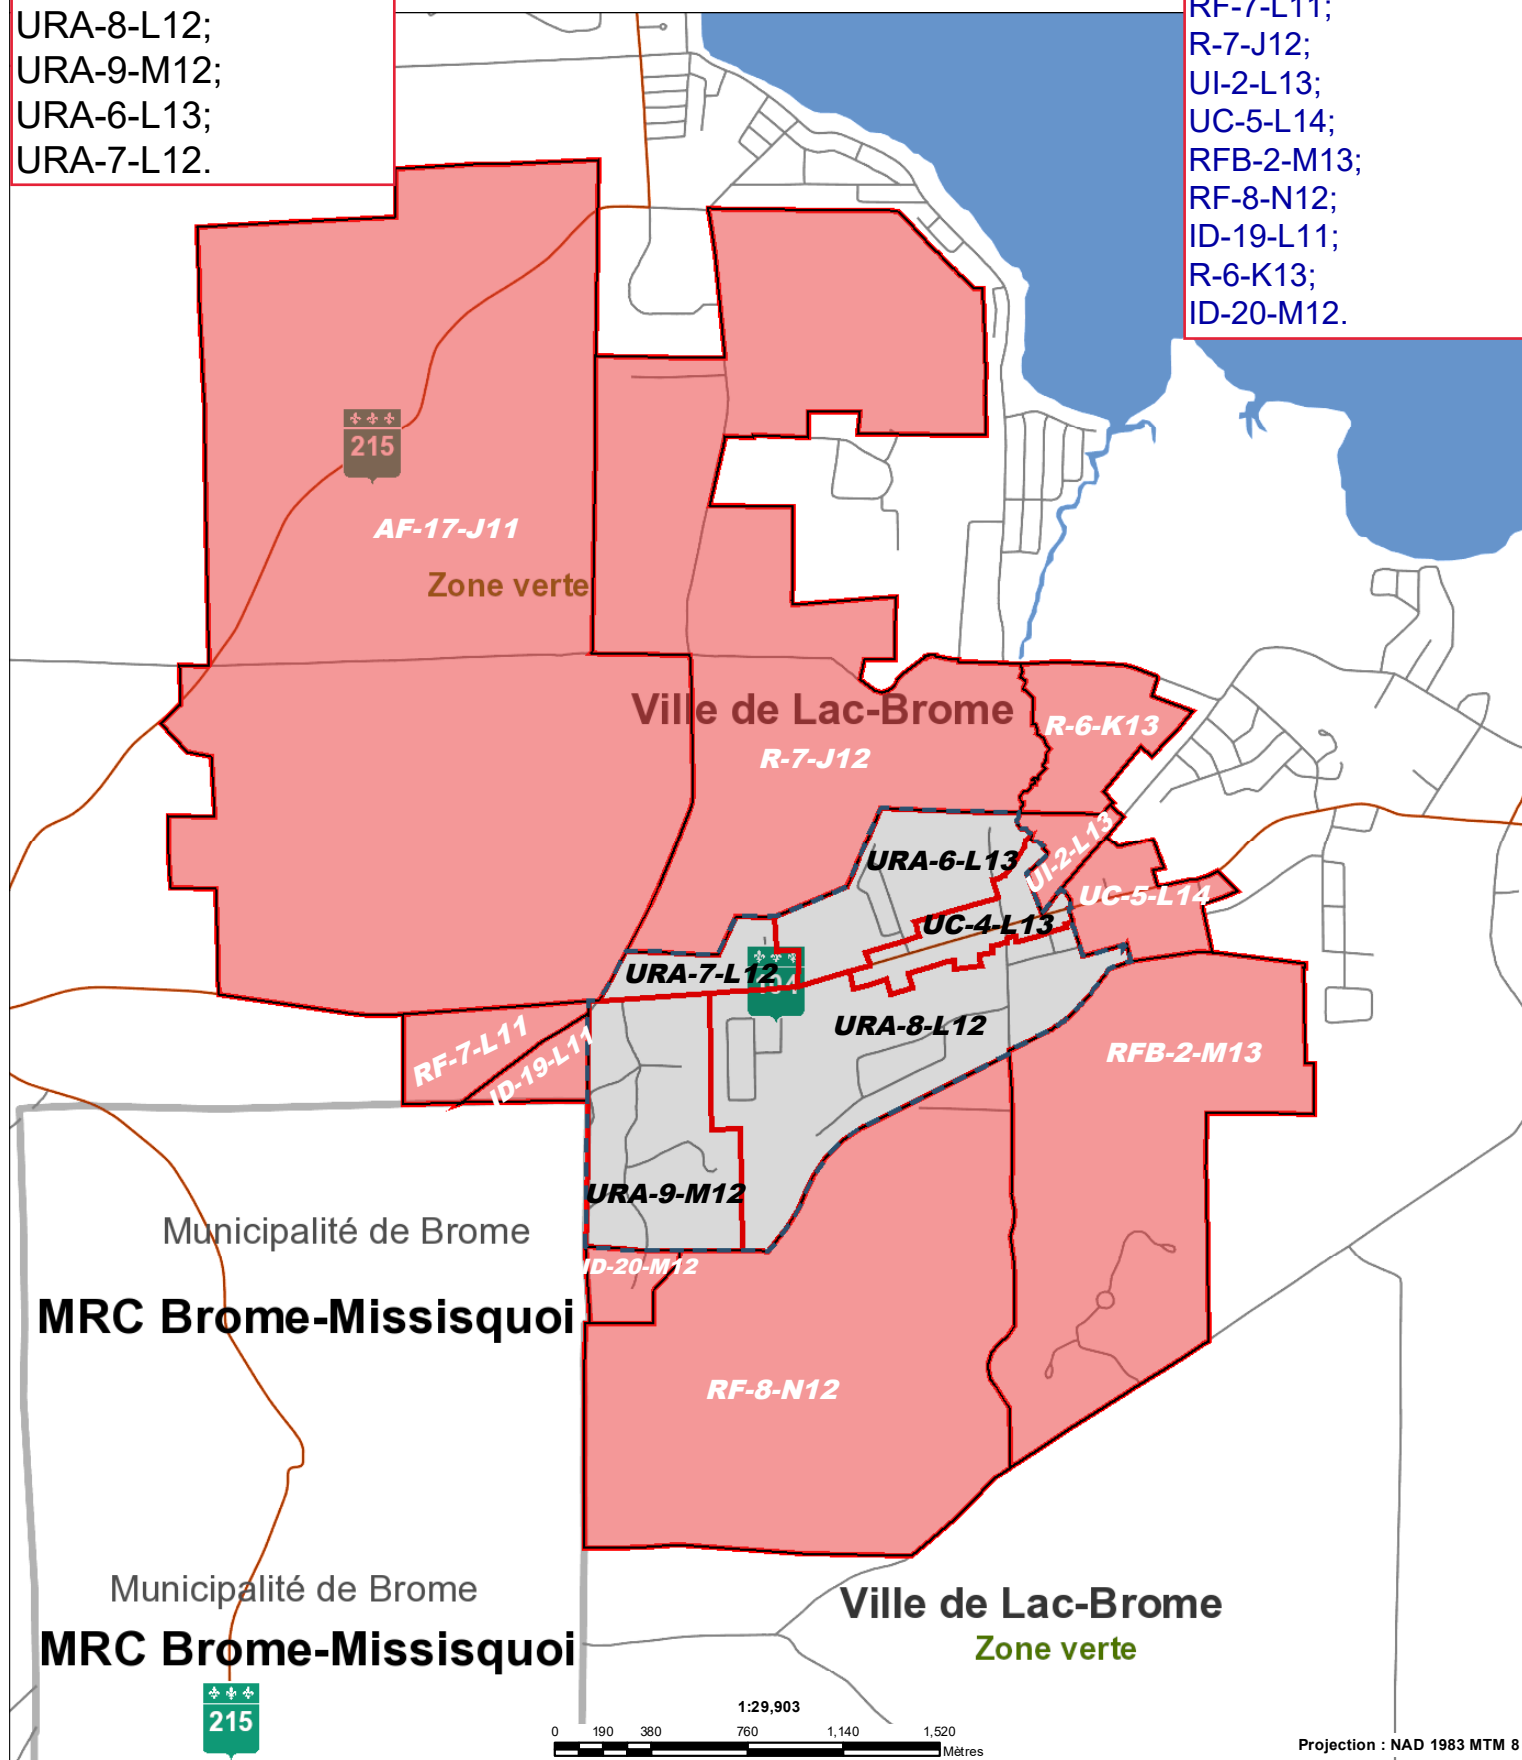 URA-8-L12;
URA-9-M12;
URA-6-L13;
URA-7-L12.
RF-7-L11;
R-7-J12;
UI-2-L13;
UC-5-L14;
RFB-2-M13;
RF-8-N12;
ID-19-L11;
R-6-K13;
ID-20-M12.
215
AF-17-J11
Zone verte
Ville de Lac-Brome
R-6-K13
R-7-J12
UI-2-L13
URA-6-L13
UC-5-L14
UC-4-L13
URA-7-L12
URA-8-L12
RF-7-L11
ID-19-L11
RFB-2-M13
URA-9-M12
Municipalité de Brome
ID-20-M12
MRC Brome-Missisquoi
RF-8-N12
Municipalité de Brome
Ville de Lac-Brome
MRC Brome-Missisquoi
Zone verte
215
1:29,903
0 190 380 760 1,140 1,520
Mètres
Projection : NAD 1983 MTM 8